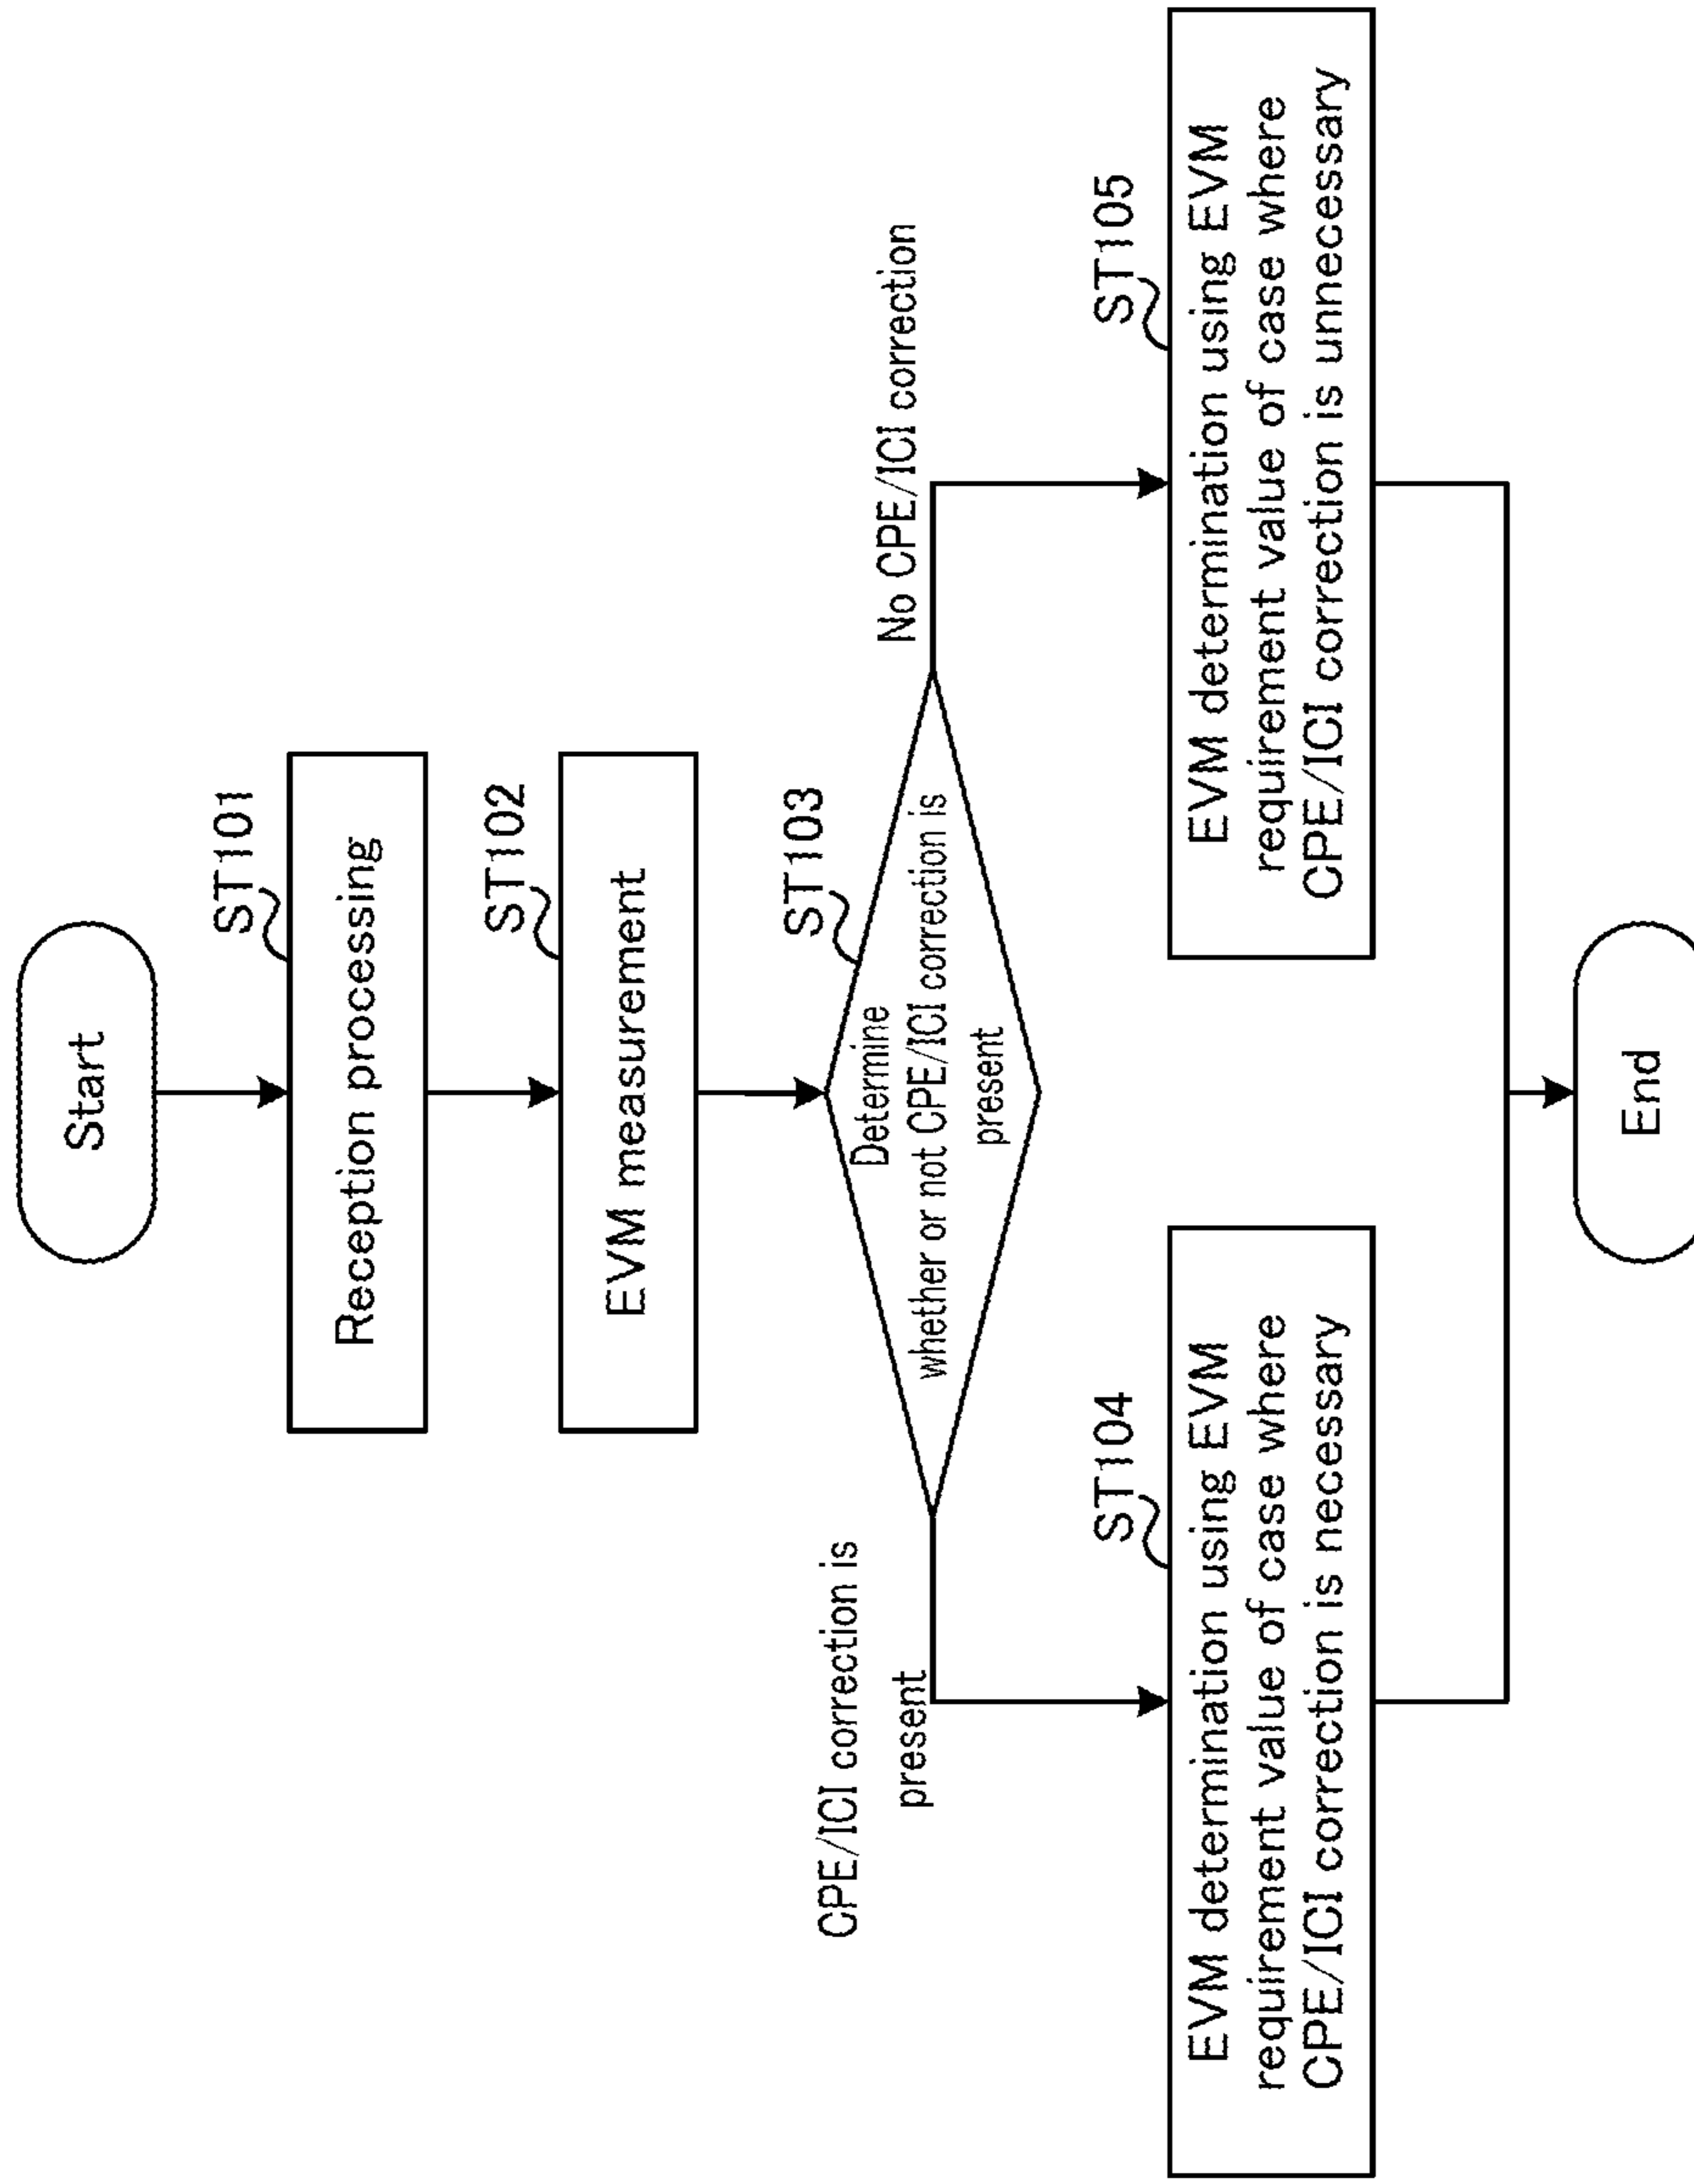 Start
ST101
Reception processing
ST102
EVM measurement
ST103
Determine
whether or not CPE/ICI correction is
present
CPE/ICI correction is
present
No CPE/ICI correction
ST104
EVM determination using EVM
requirement value of case where
CPE/ICI correction is necessary
ST105
EVM determination using EVM
requirement value of case where
CPE/ICI correction is unnecessary
End